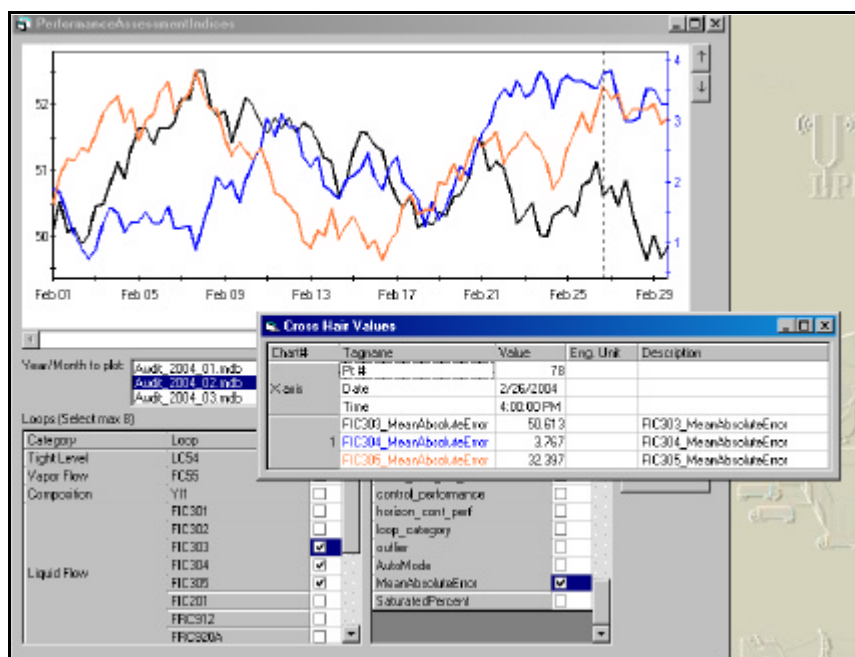 PerformanceAssessmentIndices
52
51
50
4
3
2
1
Feb 01 Feb 05 Feb 09 Feb 13 Feb 17 Feb 21 Feb 25 Feb 29
Cross Hair Values
Chart# Tagname Value Eng. Unit Description
Pt # 78
X axis Date 2/26/2004
Time 4:00:00 PM
FIC303_MeanAbsoluteError 50.613 FIC303_MeanAbsoluteError
1 FIC304_MeanAbsoluteError 3.767 FIC304_MeanAbsoluteError
FIC305_MeanAbsoluteError 32.397 FIC305_MeanAbsoluteError
Year/Month to plot:
Audit_2004_01.mdb
Audit_2004_02.mdb
Audit_2004_03.mdb
Loops (Select max 8)
Category Loop
Tight Level LC54
Vapor Flow FC55
Composition YI1
Liquid Flow
FIC301
FIC302
FIC303
FIC304
FIC305
FIC201
FRC912
FRC920A
control_performance
horizon_cont_perf
loop_category
outlier
AutoMode
MeanAbsoluteError
SaturatedPercent